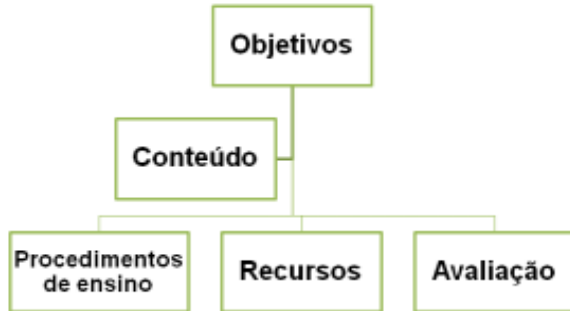 Objetivos
Conteúdo
Procedimentos
de ensino
Recursos
Avaliação